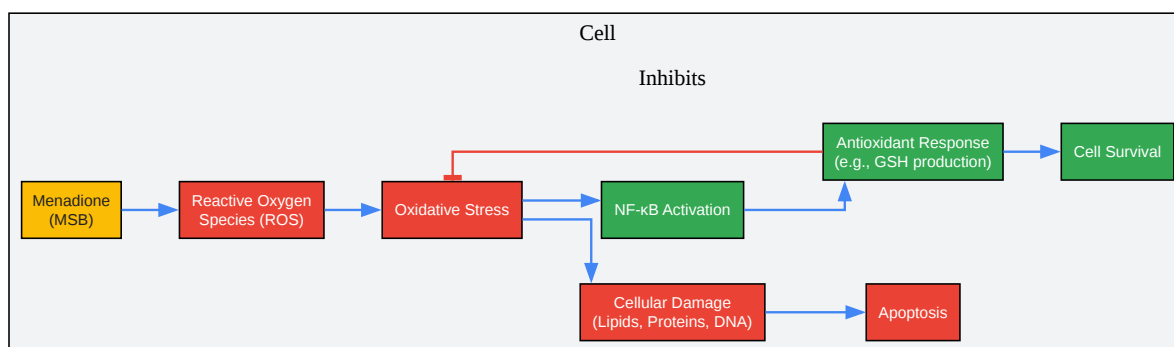 Cell
Inhibits
Antioxidant Response
(e.g., GSH production)
Cell Survival
Menadione
(MSB)
Reactive Oxygen
Species (ROS)
Oxidative Stress
NF-κB Activation
Cellular Damage
(Lipids, Proteins, DNA)
Apoptosis